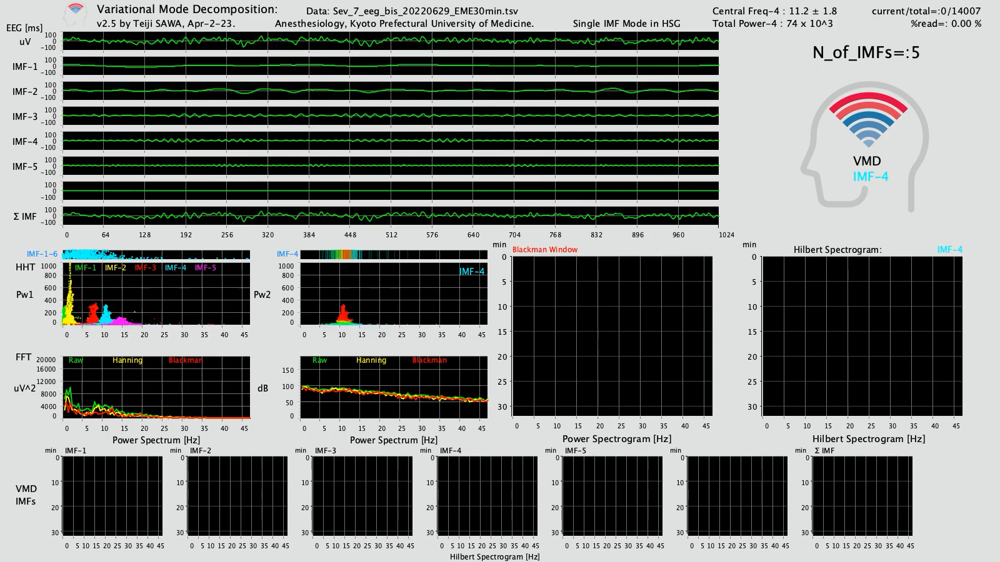 Variational Mode Decomposition:
v2.5 by Teiji SAWA, Apr-2-23.
Data: Sev_7_eeg_bis_20220629_EME30min.tsv
Anesthesiology, Kyoto Prefectural University of Medicine.
Single IMF Mode in HSG
Central Freq-4 : 11.2 ± 1.8
Total Power-4 : 74 x 10^3
current/total=:0/14007
%read=: 0.00 %
N_of_IMFs=:5
VMD
IMF-4
EEG [ms]
uV 100 0 -100
IMF-1 100 0 -100
IMF-2 100 0 -100
IMF-3 100 0 -100
IMF-4 100 0 -100
IMF-5 100 0 -100
100 0 -100
Σ IMF 100 0 -100
0 64 128 192 256 320 384 448 512 576 640 704 768 832 896 960 1024
IMF-1~6
HHT
Pw1
1000 800 600 400 200 0
IMF-1 IMF-2 IMF-3 IMF-4 IMF-5
0 5 10 15 20 25 30 35 40 45
IMF-4
Pw2
1000 800 600 400 200 0
IMF-4
0 5 10 15 20 25 30 35 40 45
FFT
uV^2
20000 16000 12000 8000 4000 0
Raw Hanning Blackman
0 5 10 15 20 25 30 35 40 45
Power Spectrum [Hz]
dB
150 100 50 0
Raw Hanning Blackman
0 5 10 15 20 25 30 35 40 45
Power Spectrum [Hz]
min
Blackman Window
0 5 10 15 20 25 30
0 5 10 15 20 25 30 35 40 45
Power Spectrogram [Hz]
min
Hilbert Spectrogram: IMF-4
0 5 10 15 20 25 30
0 5 10 15 20 25 30 35 40 45
Hilbert Spectrogram [Hz]
VMD
IMFs
min IMF-1
0 10 20 30
0 5 10 15 20 25 30 35 40 45
min IMF-2
0 10 20 30
0 5 10 15 20 25 30 35 40 45
min IMF-3
0 10 20 30
0 5 10 15 20 25 30 35 40 45
min IMF-4
0 10 20 30
0 5 10 15 20 25 30 35 40 45
min IMF-5
0 10 20 30
0 5 10 15 20 25 30 35 40 45
min
0 10 20 30
0 5 10 15 20 25 30 35 40 45
min Σ IMF
0 10 20 30
0 5 10 15 20 25 30 35 40 45
Hilbert Spectrogram [Hz]